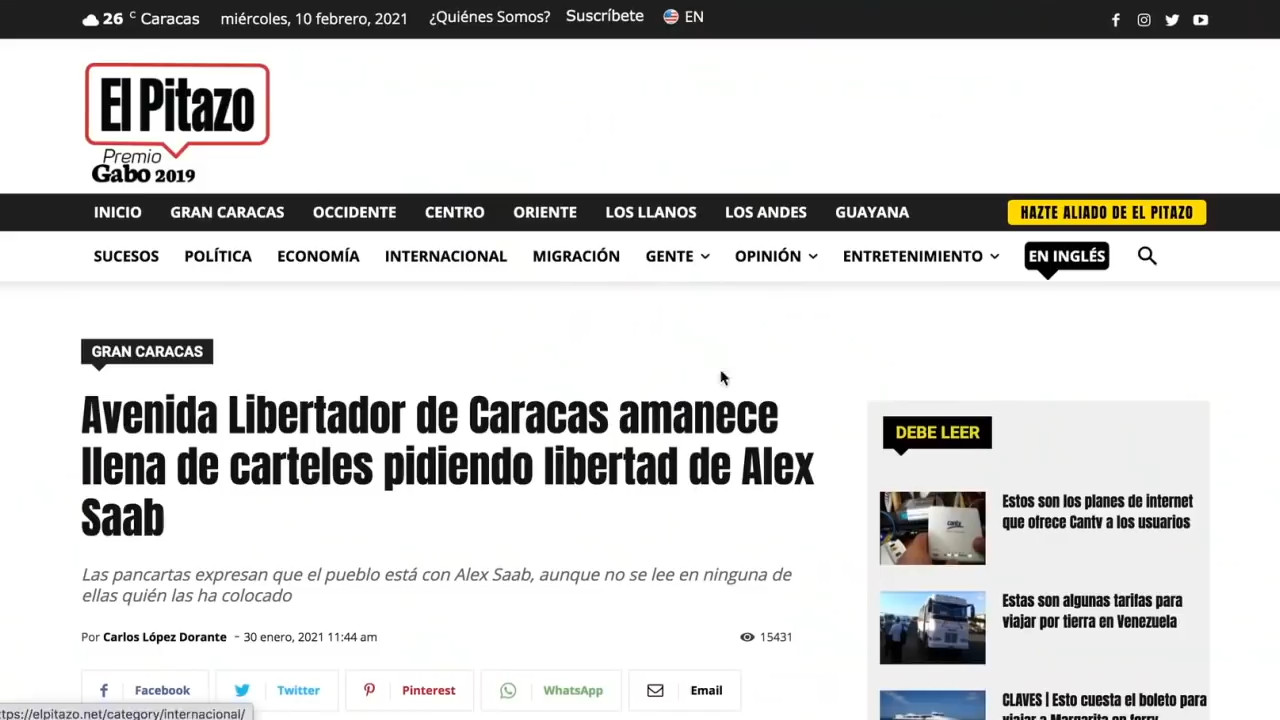 26 C Caracas miércoles, 10 febrero, 2021 ¿Quiénes Somos? Suscríbete EN
El Pitazo
Premio
Gabo 2019
INICIO GRAN CARACAS OCCIDENTE CENTRO ORIENTE LOS LLANOS LOS ANDES GUAYANA HAZTE ALIADO DE EL PITAZO
SUCESOS POLÍTICA ECONOMÍA INTERNACIONAL MIGRACIÓN GENTE OPINIÓN ENTRETENIMIENTO EN INGLÉS
GRAN CARACAS
Avenida Libertador de Caracas amanece
llena de carteles pidiendo libertad de Alex
Saab
Las pancartas expresan que el pueblo está con Alex Saab, aunque no se lee en ninguna de
ellas quién las ha colocado
Por Carlos López Dorante - 30 enero, 2021 11:44 am 15431
Facebook Twitter Pinterest WhatsApp Email
DEBE LEER
Estos son los planes de internet
que ofrece Cantv a los usuarios
Estas son algunas tarifas para
viajar por tierra en Venezuela
CLAVES | Esto cuesta el boleto para
viajar a Margarita en ferry
ttps://elpitazo.net/category/internacional/